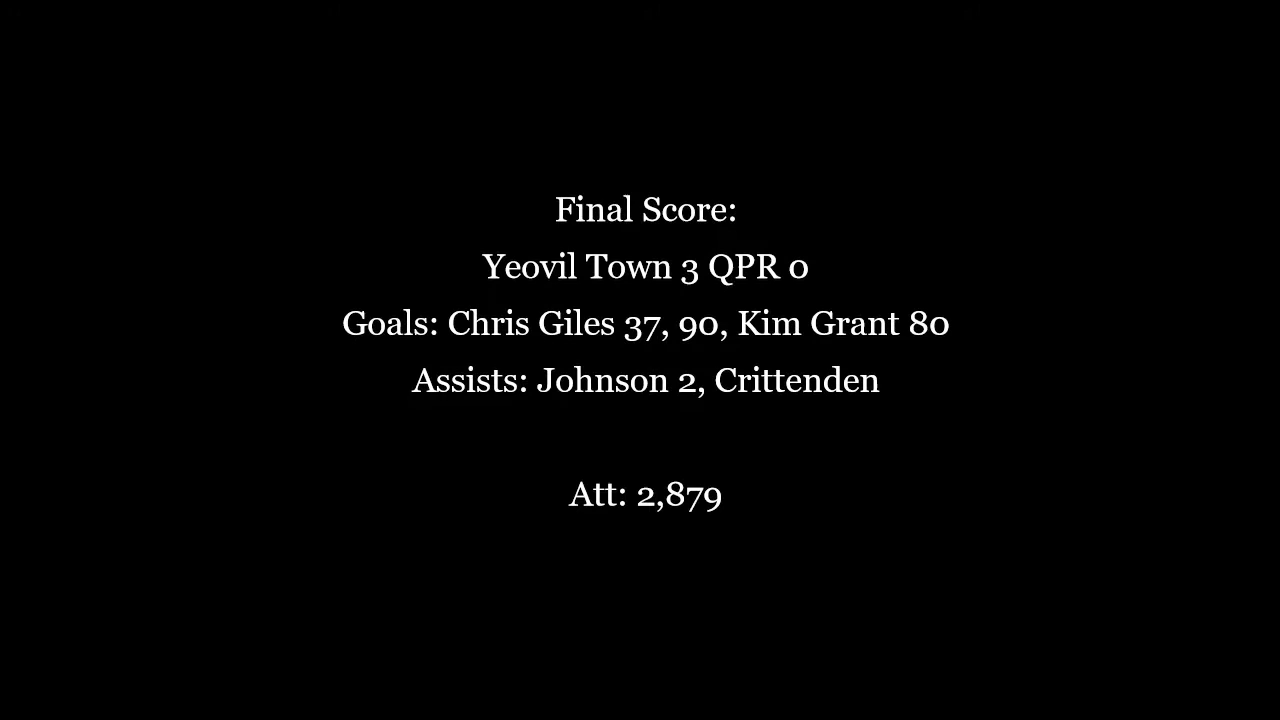 Final Score:
Yeovil Town 3 QPR 0
Goals: Chris Giles 37, 90, Kim Grant 80
Assists: Johnson 2, Crittenden
Att: 2,879